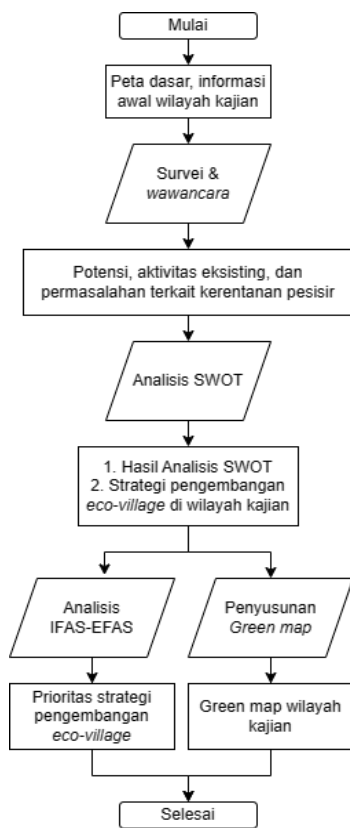 Mulai
Peta dasar, informasi
awal wilayah kajian
Survei &
wawancara
Potensi, aktivitas eksisting, dan
permasalahan terkait kerentanan pesisir
Analisis SWOT
1. Hasil Analisis SWOT
2. Strategi pengembangan
eco-village di wilayah kajian
Analisis
IFAS-EFAS
Penyusunan
Green map
Prioritas strategi
pengembangan
eco-village
Green map wilayah
kajian
Selesai